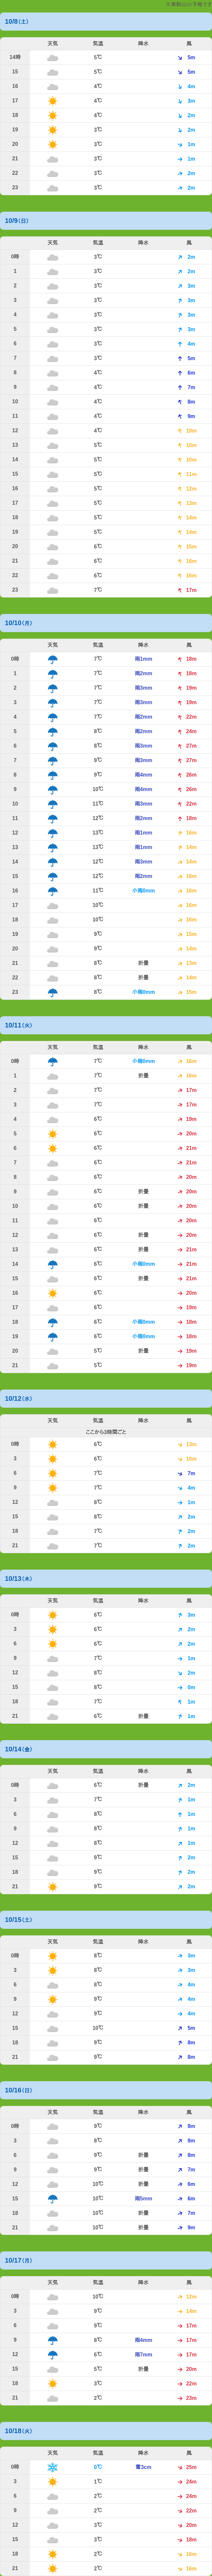 10/8(土)
天気 気温 降水 風
14時 5℃ 5m
15 5℃ 5m
16 4℃ 4m
17 4℃ 3m
18 4℃ 2m
19 3℃ 2m
20 3℃ 1m
21 3℃ 1m
22 3℃ 2m
23 3℃ 2m
10/9(日)
天気 気温 降水 風
0時 3℃ 2m
1 3℃ 2m
2 3℃ 3m
3 3℃ 3m
4 3℃ 3m
5 3℃ 3m
6 3℃ 4m
7 3℃ 5m
8 4℃ 6m
9 4℃ 7m
10 4℃ 8m
11 4℃ 9m
12 4℃ 10m
13 5℃ 10m
14 5℃ 10m
15 5℃ 11m
16 5℃ 12m
17 5℃ 13m
18 5℃ 14m
19 5℃ 14m
20 6℃ 15m
21 6℃ 16m
22 6℃ 16m
23 7℃ 17m
10/10(月)
天気 気温 降水 風
0時 7℃ 雨1mm 18m
1 7℃ 雨2mm 18m
2 7℃ 雨3mm 19m
3 7℃ 雨3mm 19m
4 7℃ 雨2mm 22m
5 8℃ 雨2mm 24m
6 8℃ 雨3mm 27m
7 9℃ 雨3mm 27m
8 9℃ 雨4mm 26m
9 10℃ 雨4mm 26m
10 11℃ 雨3mm 22m
11 12℃ 雨2mm 18m
12 13℃ 雨1mm 16m
13 13℃ 雨1mm 14m
14 12℃ 雨3mm 14m
15 12℃ 雨2mm 16m
16 11℃ 小雨0mm 16m
17 10℃ 16m
18 10℃ 16m
19 9℃ 15m
20 9℃ 14m
21 8℃ 折曇 13m
22 8℃ 折曇 14m
23 8℃ 小雨0mm 15m
10/11(火)
天気 気温 降水 風
0時 7℃ 小雨0mm 16m
1 7℃ 折曇 16m
2 7℃ 17m
3 7℃ 17m
4 6℃ 19m
5 6℃ 20m
6 6℃ 21m
7 6℃ 21m
8 6℃ 20m
9 6℃ 折曇 20m
10 6℃ 折曇 20m
11 6℃ 20m
12 6℃ 折曇 20m
13 6℃ 折曇 21m
14 6℃ 小雨0mm 21m
15 6℃ 折曇 21m
16 6℃ 20m
17 6℃ 19m
18 6℃ 小雨0mm 18m
19 6℃ 小雨0mm 18m
20 5℃ 折曇 19m
21 5℃ 19m
10/12(水)
天気 気温 降水 風
ここから3時間ごと
0時 6℃ 13m
3 6℃ 10m
6 7℃ 7m
9 7℃ 4m
12 8℃ 1m
15 8℃ 2m
18 7℃ 2m
21 7℃ 2m
10/13(木)
天気 気温 降水 風
0時 6℃ 3m
3 6℃ 2m
6 6℃ 2m
9 7℃ 1m
12 8℃ 2m
15 8℃ 0m
18 7℃ 1m
21 6℃ 折曇 1m
10/14(金)
天気 気温 降水 風
0時 6℃ 折曇 2m
3 7℃ 1m
6 8℃ 1m
9 8℃ 1m
12 8℃ 1m
15 9℃ 2m
18 9℃ 2m
21 9℃ 2m
10/15(土)
天気 気温 降水 風
0時 8℃ 3m
3 8℃ 3m
6 8℃ 4m
9 9℃ 4m
12 9℃ 4m
15 10℃ 5m
18 9℃ 8m
21 9℃ 8m
10/16(日)
天気 気温 降水 風
0時 9℃ 9m
3 8℃ 9m
6 9℃ 折曇 8m
9 9℃ 折曇 7m
12 10℃ 折曇 6m
15 10℃ 雨5mm 6m
18 10℃ 折曇 7m
21 10℃ 折曇 9m
10/17(月)
天気 気温 降水 風
0時 10℃ 12m
3 9℃ 14m
6 9℃ 17m
9 8℃ 雨4mm 17m
12 6℃ 雨7mm 17m
15 5℃ 折曇 20m
18 3℃ 22m
21 2℃ 23m
10/18(火)
天気 気温 降水 風
0時 0℃ 雪3cm 25m
3 1℃ 24m
6 2℃ 24m
9 2℃ 22m
12 3℃ 20m
15 3℃ 18m
18 2℃ 16m
21 2℃ 16m